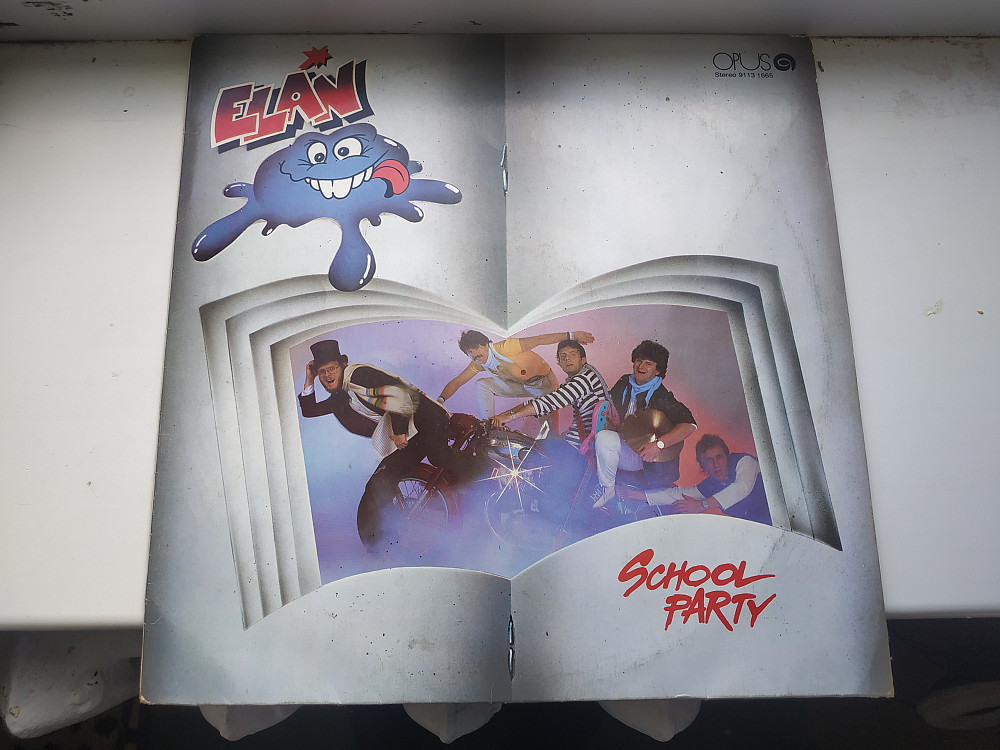 ELÁN
OPUS
Stereo 9113 1665
SCHOOL
PARTY